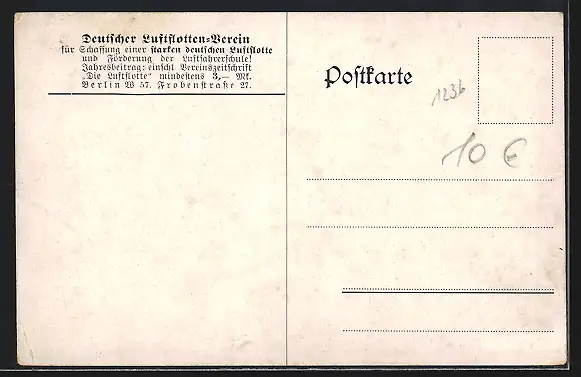 Deutscher Luftflotten-Verein
für Schaffung einer starken deutschen Luftflotte
und Förderung der Luftfahrerschule!
Jahresbeitrag: einschl Vereinszeitschrift
„Die Luftflotte“ mindestens 3,— Mk.
Berlin W 57. Frobenstraße 27.
Postkarte
1236
10 €